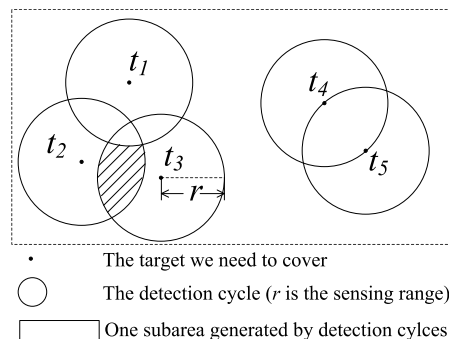 t1
t4
t2
t3
t5
r
The target we need to cover
The detection cycle (r is the sensing range)
One subarea generated by detection cylces